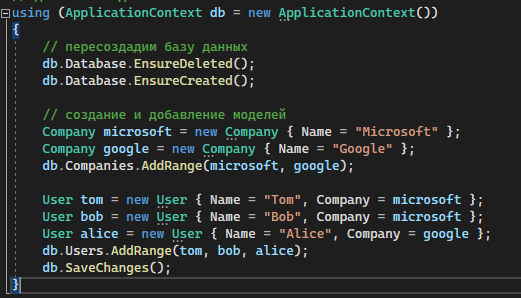 using (ApplicationContext db = new ApplicationContext())
{
// пересоздадим базу данных
db.Database.EnsureDeleted();
db.Database.EnsureCreated();
// создание и добавление моделей
Company microsoft = new Company { Name = "Microsoft" };
Company google = new Company { Name = "Google" };
db.Companies.AddRange(microsoft, google);
User tom = new User { Name = "Tom", Company = microsoft };
User bob = new User { Name = "Bob", Company = microsoft };
User alice = new User { Name = "Alice", Company = google };
db.Users.AddRange(tom, bob, alice);
db.SaveChanges();
}